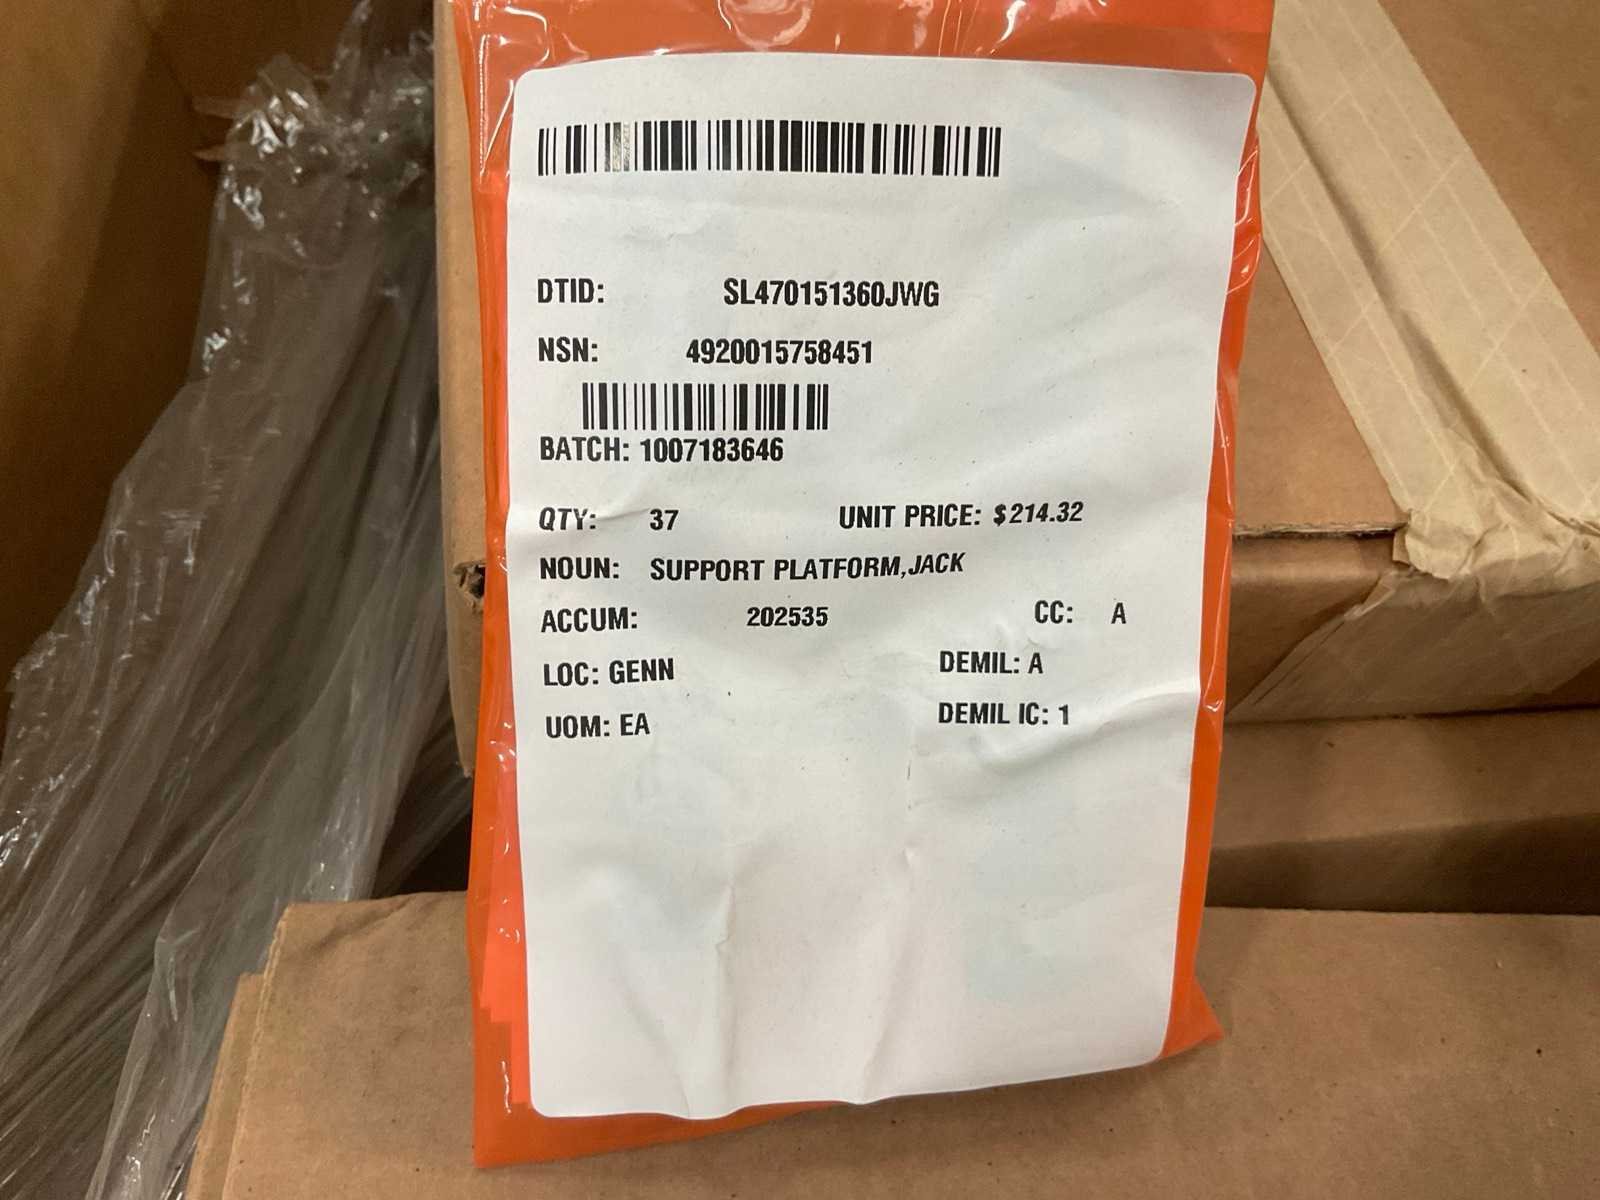 DTID: SL470151360JWG
NSN: 4920015758451
BATCH: 1007183646
QTY: 37 UNIT PRICE: $214.32
NOUN: SUPPORT PLATFORM,JACK
ACCUM: 202535 CC: A
LOC: GENN DEMIL: A
UOM: EA DEMIL IC: 1